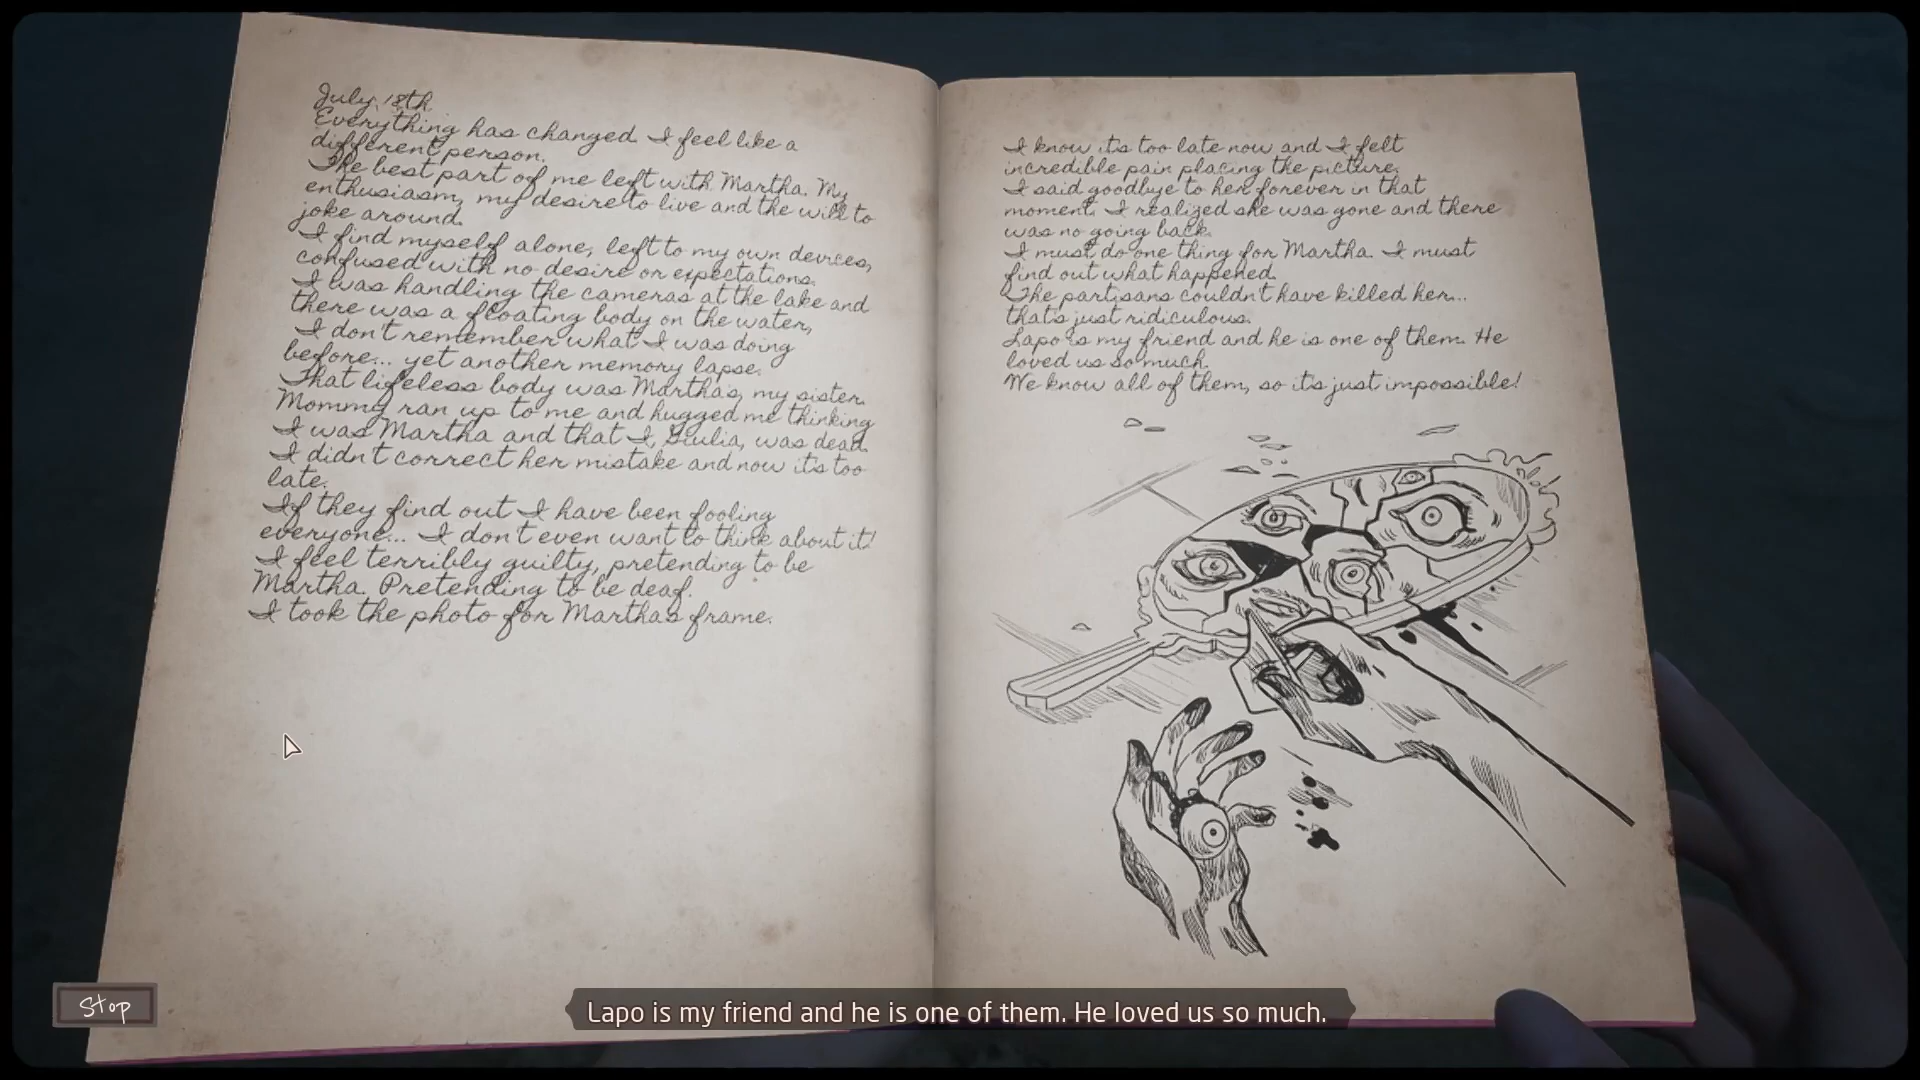 July 18th
Everything has changed. I feel like a
different person.
The best part of me left with Martha. My
enthusiasm, my desire to live and the will to
joke around.
I find myself alone, left to my own devices,
confused with no desire or expectations.
I was handling the cameras at the lake and
there was a floating body on the water,
I don't remember what I was doing
before... yet another memory lapse.
That lifeless body was Martha's, my sister.
Mommy ran up to me and hugged me thinking
I was Martha and that I, Giulia, was dead.
I didn't correct her mistake and now it's too
late.
If they find out I have been fooling
everyone... I don't even want to think about it!
I feel terribly guilty, pretending to be
Martha. Pretending to be deaf.
I took the photo for Martha's frame.
I know it's too late now and I felt
incredible pain placing the picture.
I said goodbye to her forever in that
moment. I realized she was gone and there
was no going back.
I must do one thing for Martha. I must
find out what happened.
The partisans couldn't have killed her...
that's just ridiculous.
Lapo is my friend and he is one of them. He
loved us so much.
We know all of them, so it's just impossible!
Stop
Lapo is my friend and he is one of them. He loved us so much.